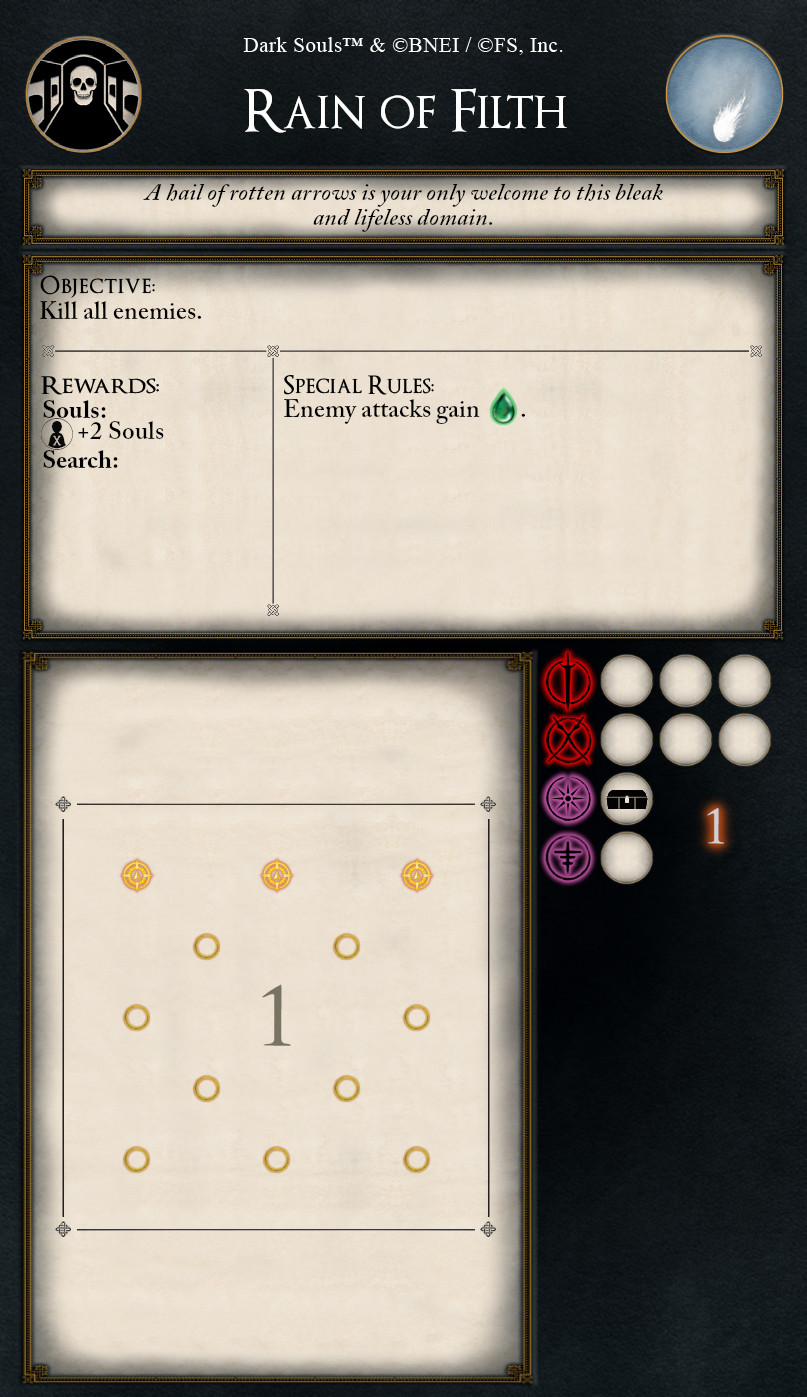 Dark Souls™ & ©BNEI / ©FS, Inc.
Rain of Filth
A hail of rotten arrows is your only welcome to this bleak
and lifeless domain.
Objective:
Kill all enemies.
Rewards:
Souls:
X +2 Souls
Search:
Special Rules:
Enemy attacks gain .
1
1